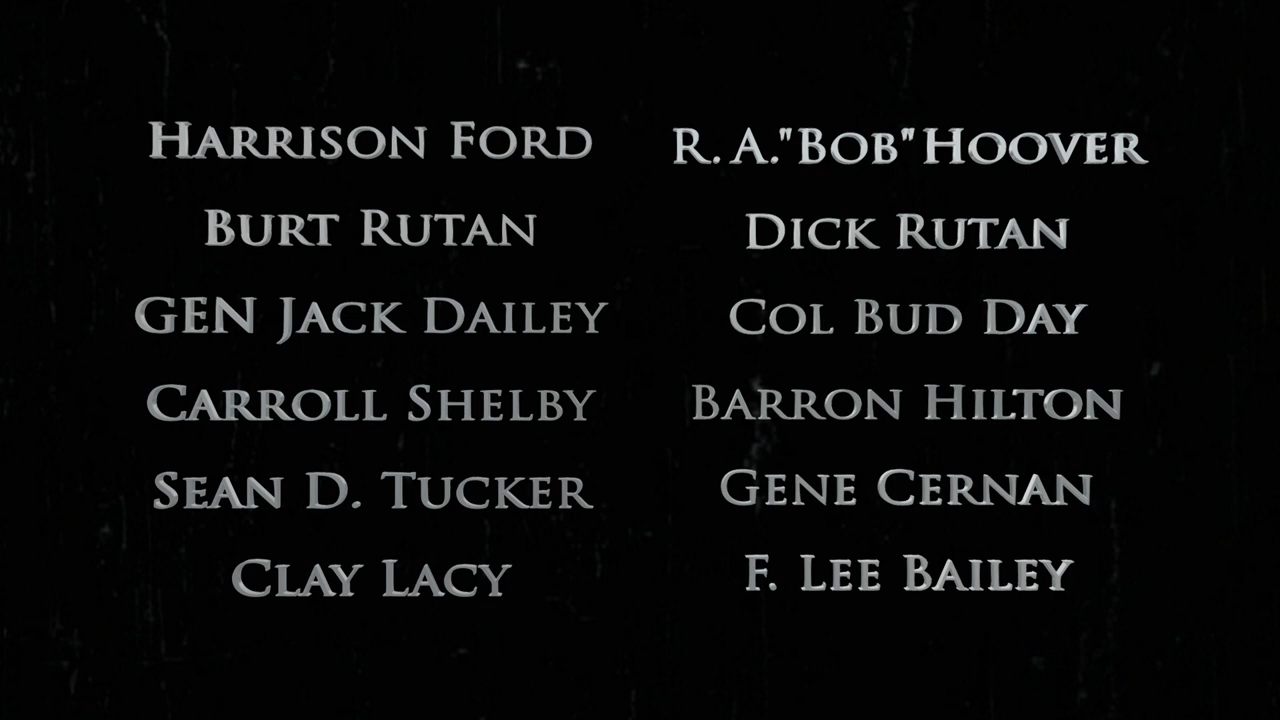 Harrison Ford
Burt Rutan
GEN Jack Dailey
Carroll Shelby
Sean D. Tucker
Clay Lacy
R. A. "Bob" Hoover
Dick Rutan
Col Bud Day
Barron Hilton
Gene Cernan
F. Lee Bailey